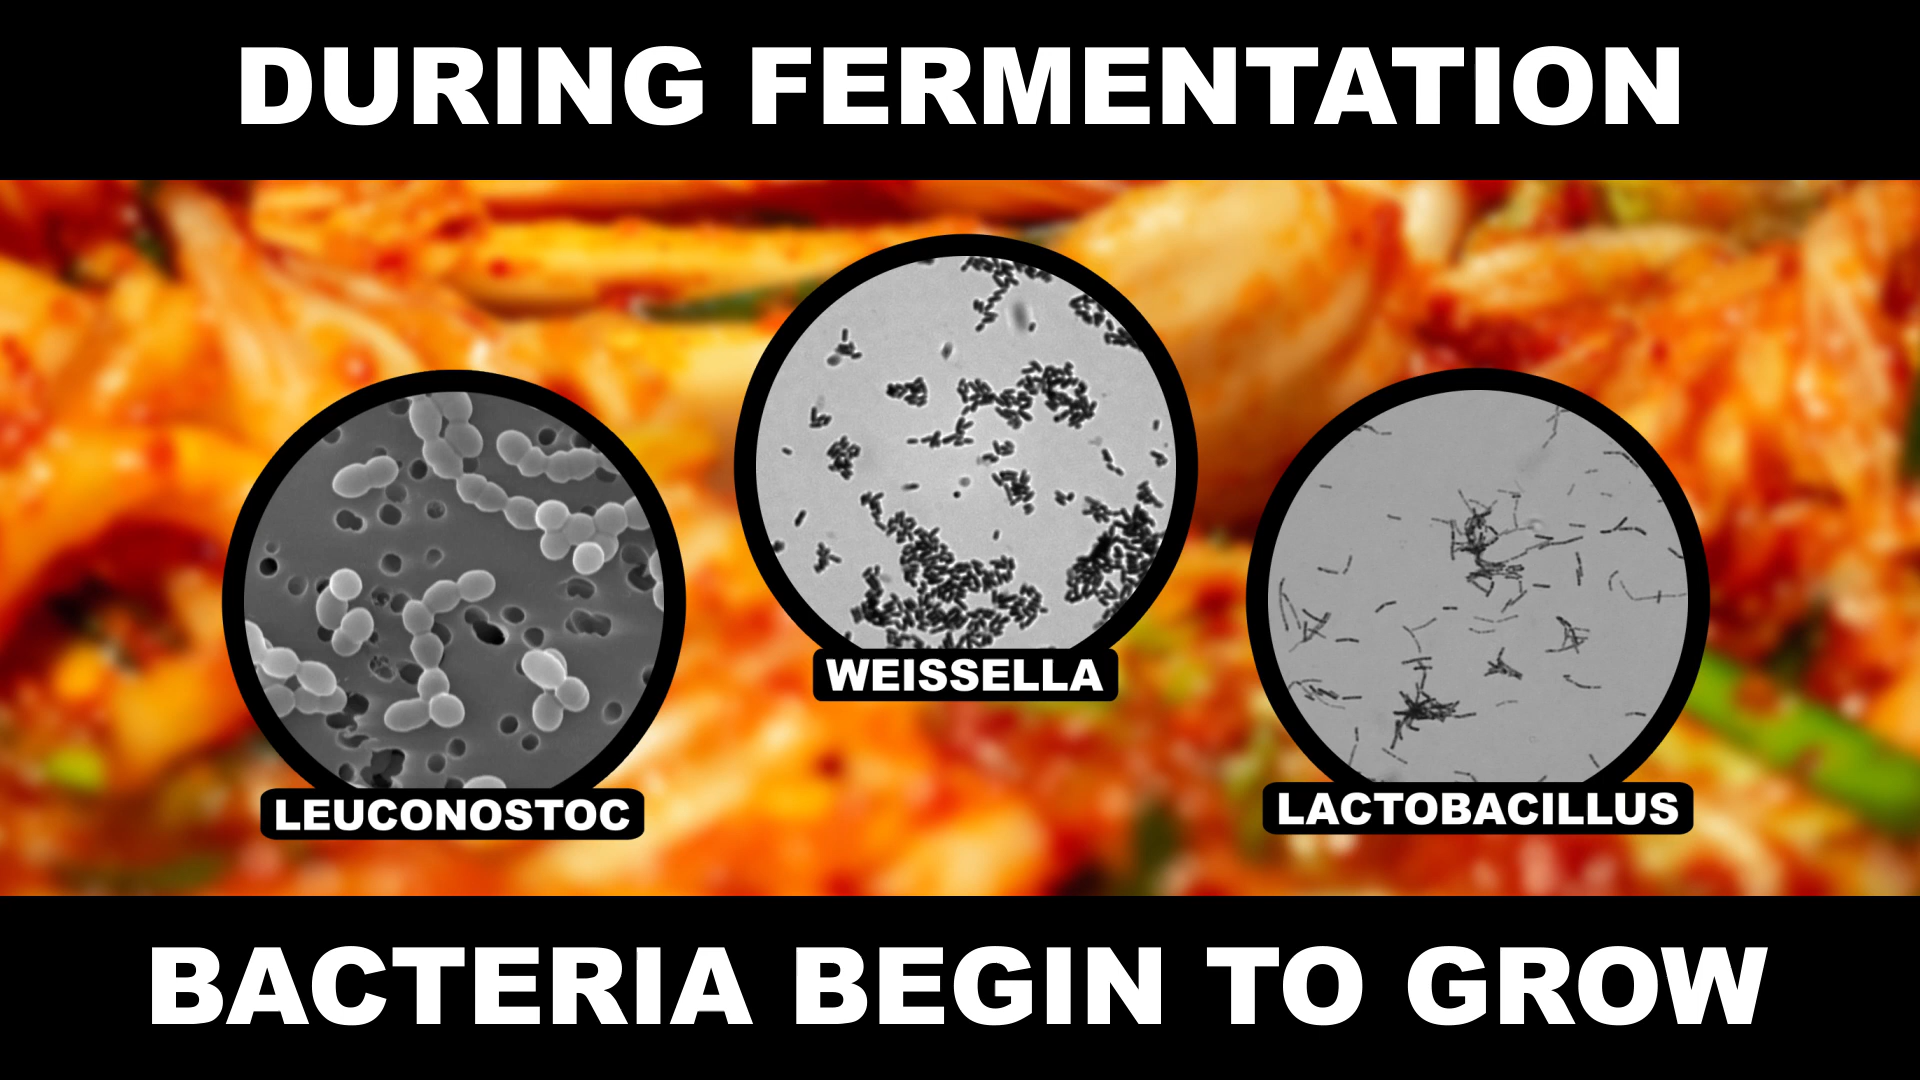 DURING FERMENTATION
WEISSELLA
LEUCONOSTOC
LACTOBACILLUS
BACTERIA BEGIN TO GROW